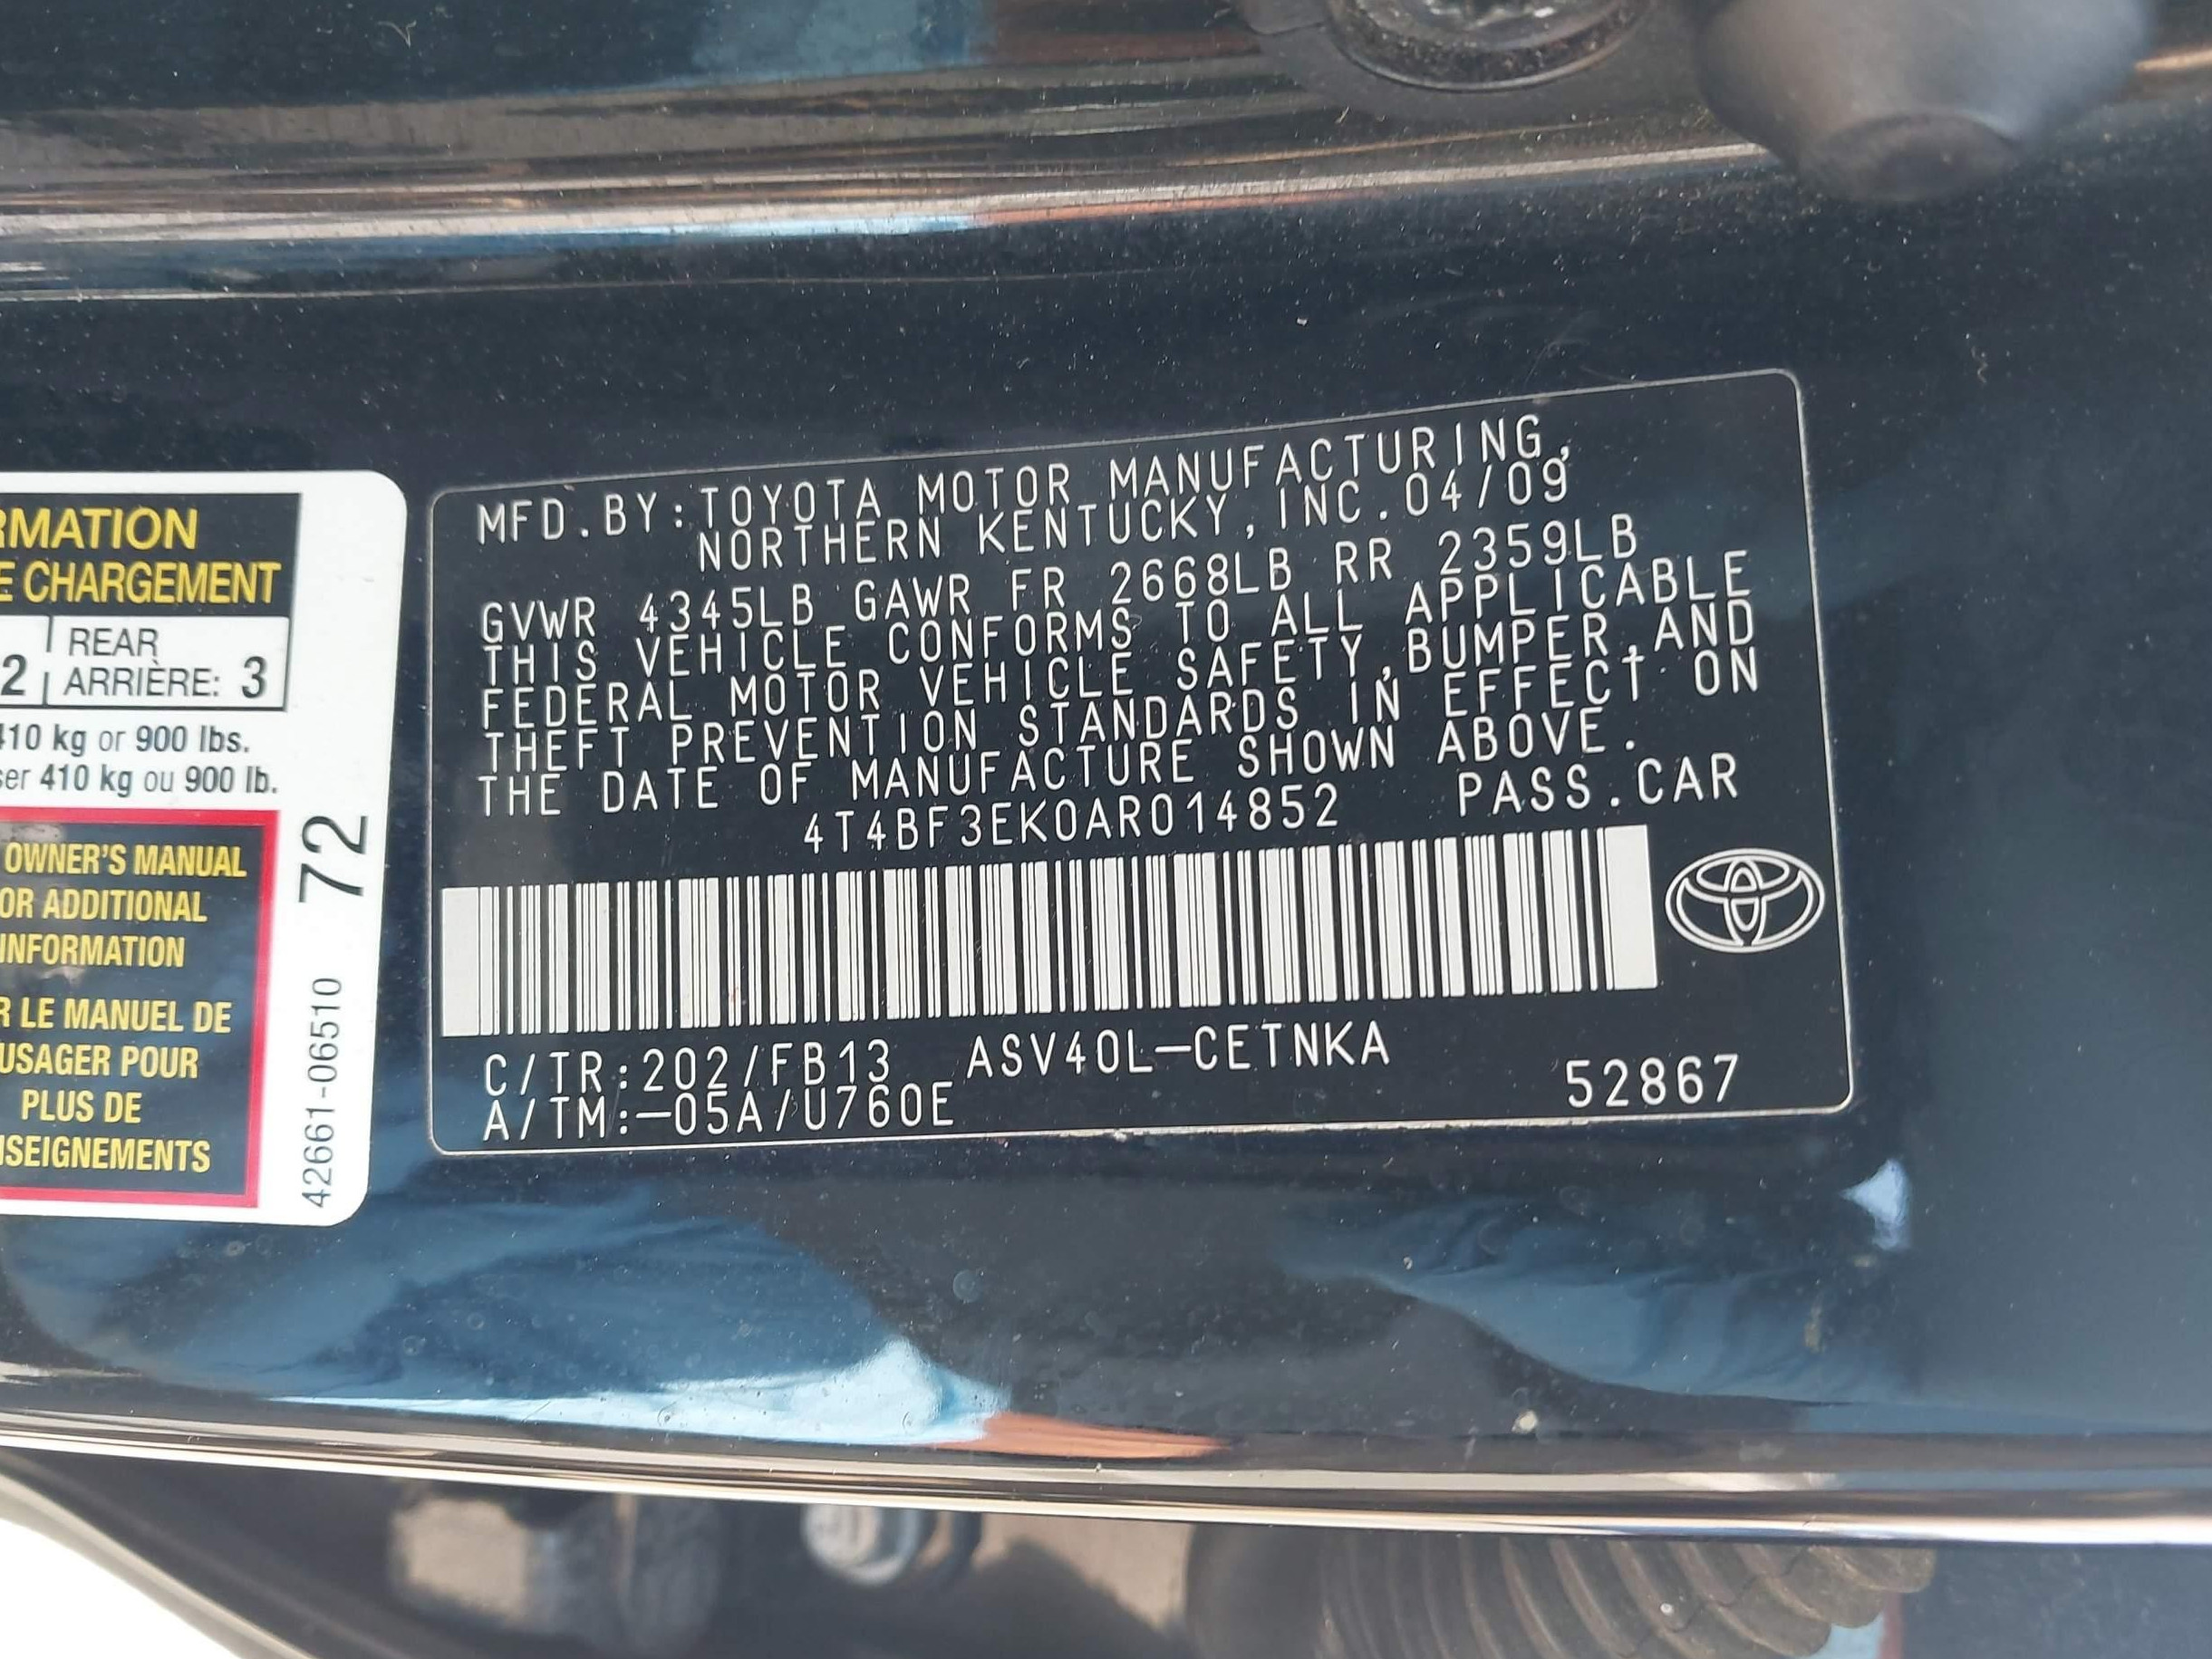 RMATION
E CHARGEMENT
2 REAR
ARRIÈRE: 3
410 kg or 900 lbs.
ser 410 kg ou 900 lb.
OWNER'S MANUAL
OR ADDITIONAL
INFORMATION
R LE MANUEL DE
USAGER POUR
PLUS DE
NSEIGNEMENTS
72
42661-06510
MFD.BY:TOYOTA MOTOR MANUFACTURING,
NORTHERN KENTUCKY,INC.04/09
GVWR 4345LB GAWR FR 2668LB RR 2359LB
THIS VEHICLE CONFORMS TO ALL APPLICABLE
FEDERAL MOTOR VEHICLE SAFETY,BUMPER,AND
THEFT PREVENTION STANDARDS IN EFFECT ON
THE DATE OF MANUFACTURE SHOWN ABOVE.
4T4BF3EK0AR014852 PASS.CAR
C/TR:202/FB13 ASV40L-CETNKA
A/TM:-05A/U760E 52867